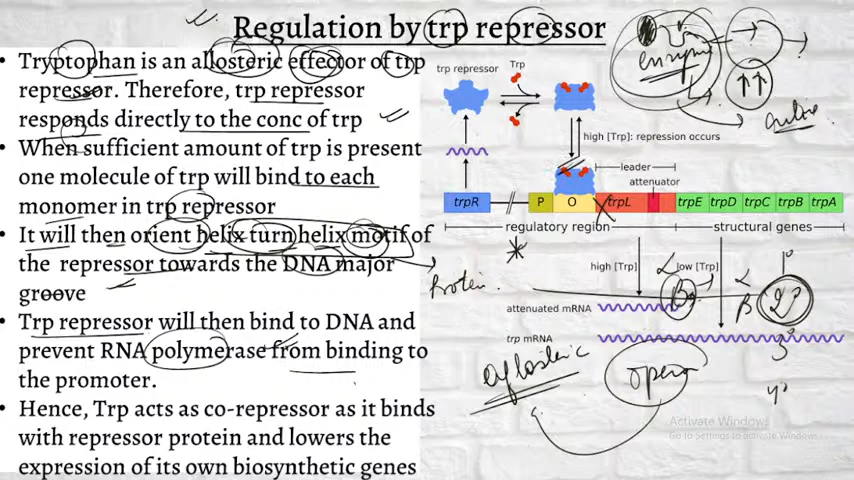 Regulation by trp repressor
• Tryptophan is an allosteric effector of trp
repressor. Therefore, trp repressor
responds directly to the conc of trp
• When sufficient amount of trp is present
one molecule of trp will bind to each
monomer in trp repressor
• It will then orient helix turn helix motif of
the repressor towards the DNA major
groove
• Trp repressor will then bind to DNA and
prevent RNA polymerase from binding to
the promoter.
• Hence, Trp acts as co-repressor as it binds
with repressor protein and lowers the
expression of its own biosynthetic genes
enzyme
active
trp repressor
Trp
high [Trp]: repression occurs
leader
attenuator
trpR
P
O
trpL
trpE
trpD
trpC
trpB
trpA
regulatory region
structural genes
high [Trp]
low [Trp]
Protein
attenuated mRNA
trp mRNA
α
β
1°
2°
3°
4°
allosteric
Activate Windows
Go to Settings to activate Windows.